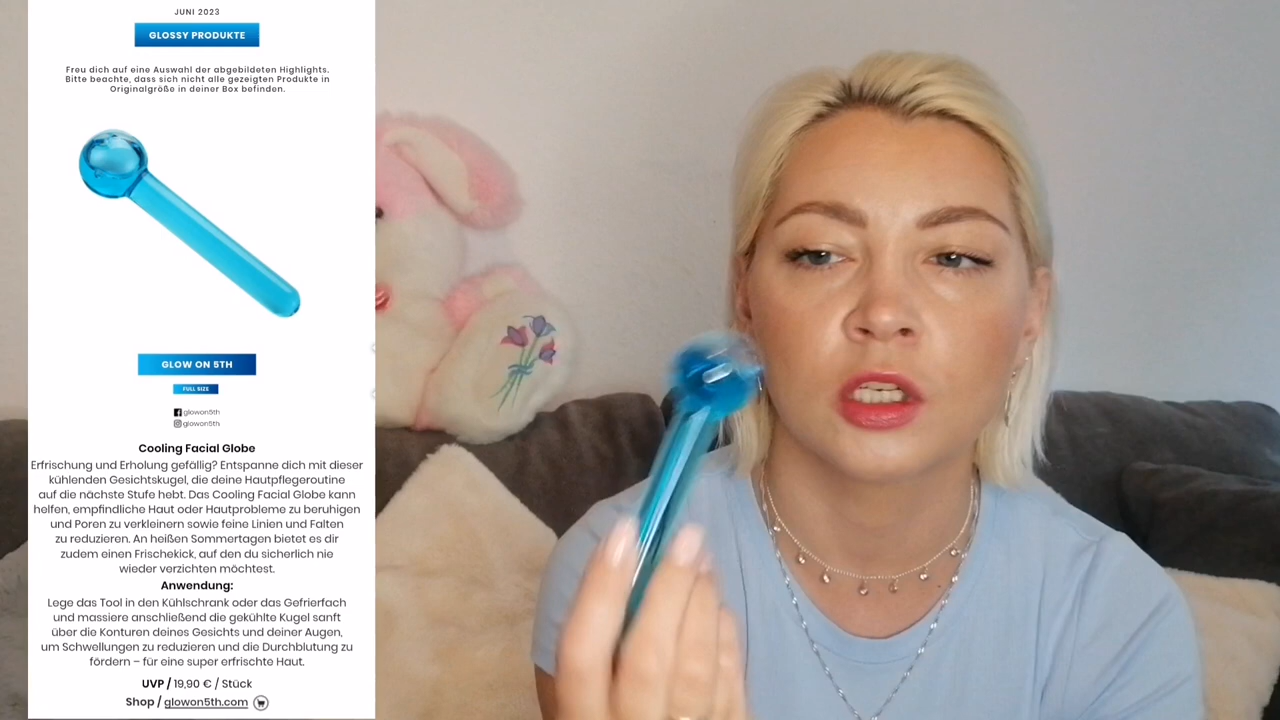 JUNI 2023
GLOSSY PRODUKTE
Freu dich auf eine Auswahl der abgebildeten Highlights.
Bitte beachte, dass sich nicht alle gezeigten Produkte in
Originalgröße in deiner Box befinden.
GLOW ON 5TH
FULL SIZE
glowon5th
glowon5th
Cooling Facial Globe
Erfrischung und Erholung gefällig? Entspanne dich mit dieser
kühlenden Gesichtskugel, die deine Hautpflegeroutine
auf die nächste Stufe hebt. Das Cooling Facial Globe kann
helfen, empfindliche Haut oder Hautprobleme zu beruhigen
und Poren zu verkleinern sowie feine Linien und Falten
zu reduzieren. An heißen Sommertagen bietet es dir
zudem einen Frischekick, auf den du sicherlich nie
wieder verzichten möchtest.
Anwendung:
Lege das Tool in den Kühlschrank oder das Gefrierfach
und massiere anschließend die gekühlte Kugel sanft
über die Konturen deines Gesichts und deiner Augen,
um Schwellungen zu reduzieren und die Durchblutung zu
fördern – für eine super erfrischte Haut.
UVP / 19,90 € / Stück
Shop / glowon5th.com